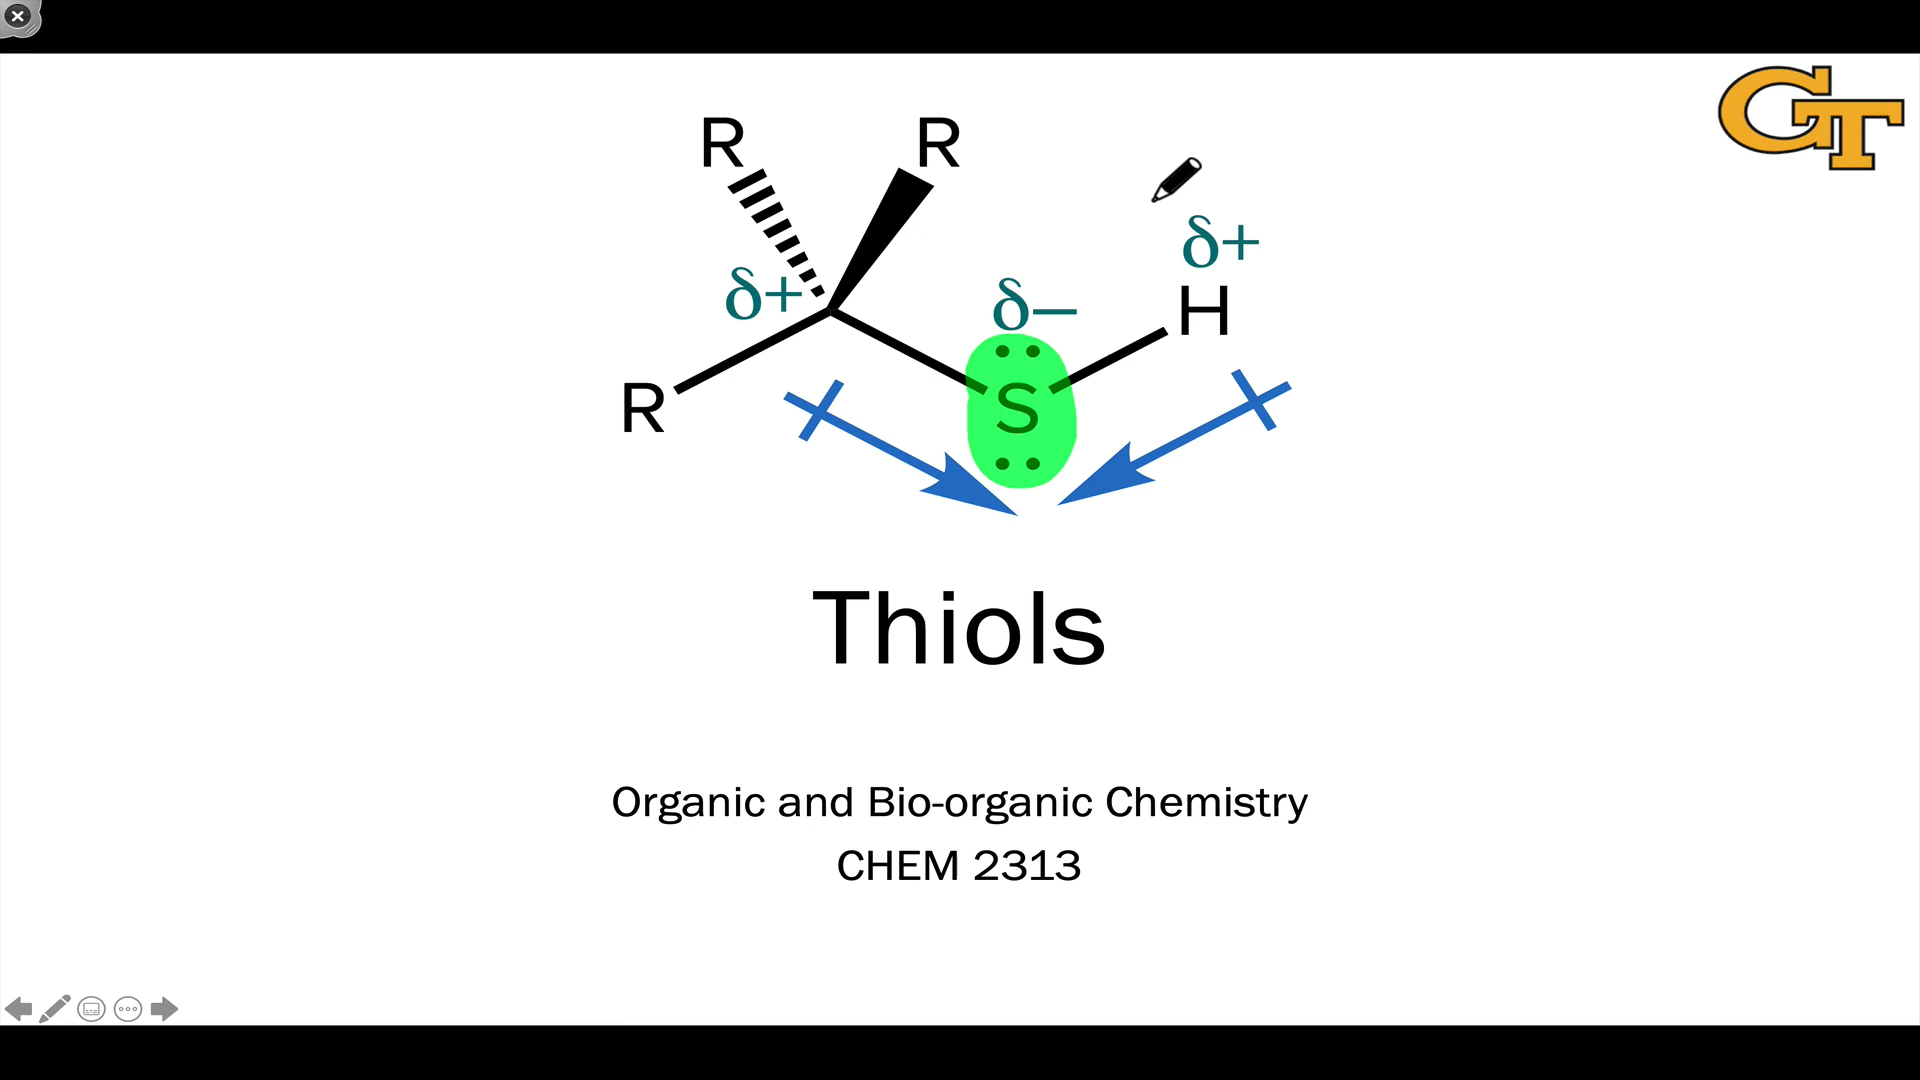 GT
R R
δ+
δ+
δ–
H
R
S
Thiols
Organic and Bio-organic Chemistry
CHEM 2313